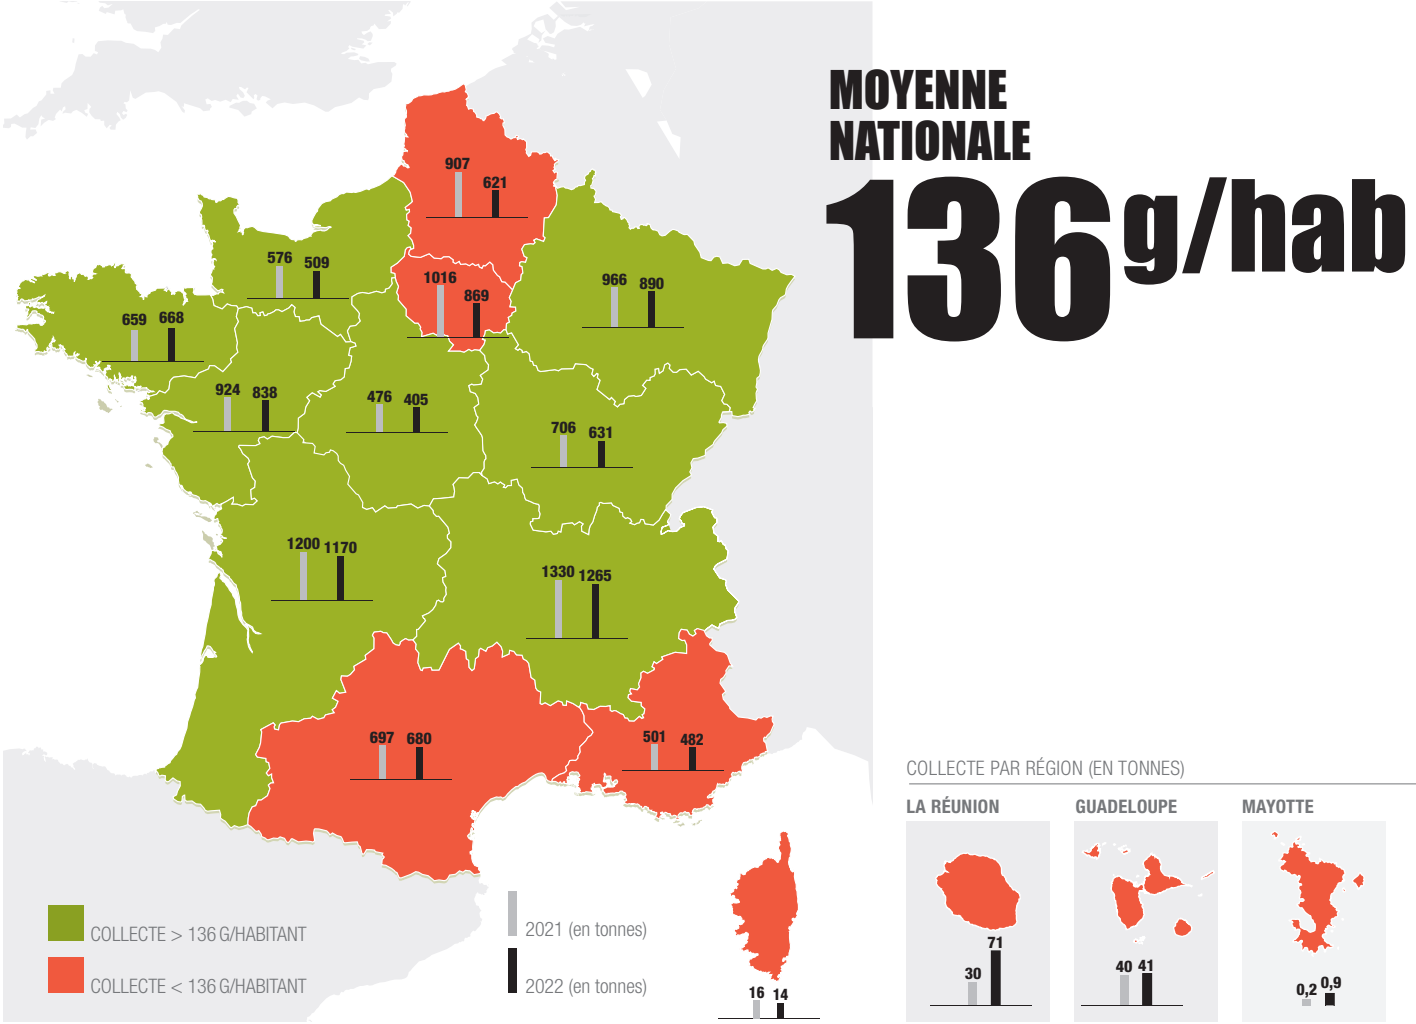 MOYENNE
NATIONALE
136 g/hab
907
621
576
509
1016
869
966
890
659
668
924
838
476
405
706
631
1200
1170
1330
1265
697
680
501
482
16
14
COLLECTE > 136 G/HABITANT
COLLECTE < 136 G/HABITANT
2021 (en tonnes)
2022 (en tonnes)
COLLECTE PAR RÉGION (EN TONNES)
LA RÉUNION
GUADELOUPE
MAYOTTE
30
71
40
41
0,2
0,9